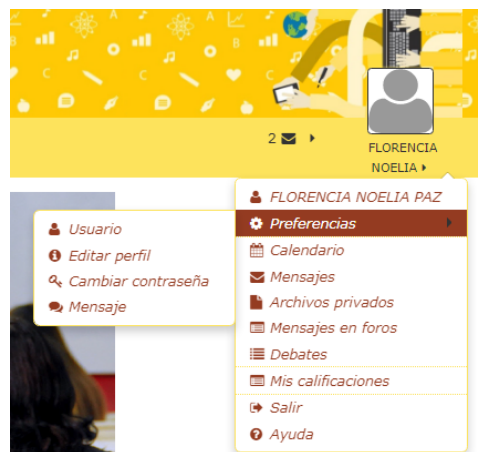 2
FLORENCIA
NOELIA
FLORENCIA NOELIA PAZ
Preferencias
Usuario
Editar perfil
Cambiar contraseña
Mensaje
Calendario
Mensajes
Archivos privados
Mensajes en foros
Debates
Mis calificaciones
Salir
Ayuda